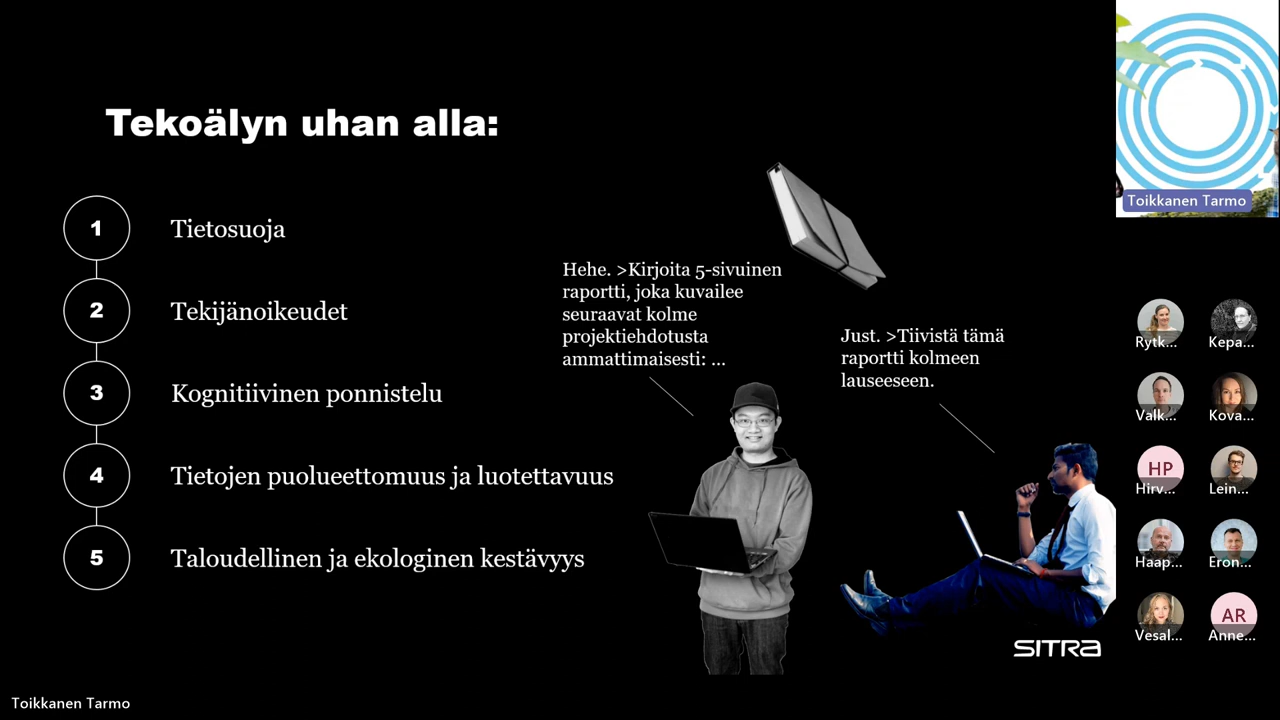 Tekoälyn uhan alla:
1
Tietosuoja
2
Tekijänoikeudet
3
Kognitiivinen ponnistelu
4
Tietojen puolueettomuus ja luotettavuus
5
Taloudellinen ja ekologinen kestävyys
Hehe. >Kirjoita 5-sivuinen
raportti, joka kuvailee
seuraavat kolme
projektiehdotusta
ammattimaisesti: ...
Just. >Tiivistä tämä
raportti kolmeen
lauseeseen.
SITRA
Toikkanen Tarmo
Rytk...
Kepa...
Valk...
Kova...
HP
Hirv...
Lein...
Haap...
Eron...
Vesal...
AR
Anne...
Toikkanen Tarmo